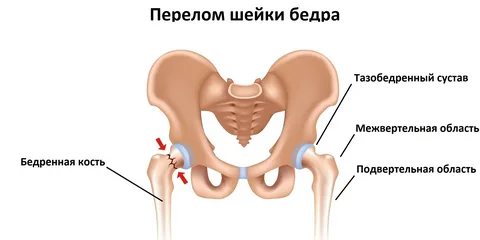 Перелом шейки бедра
Тазобедренный сустав
Межвертельная область
Бедренная кость
Подвертельная область